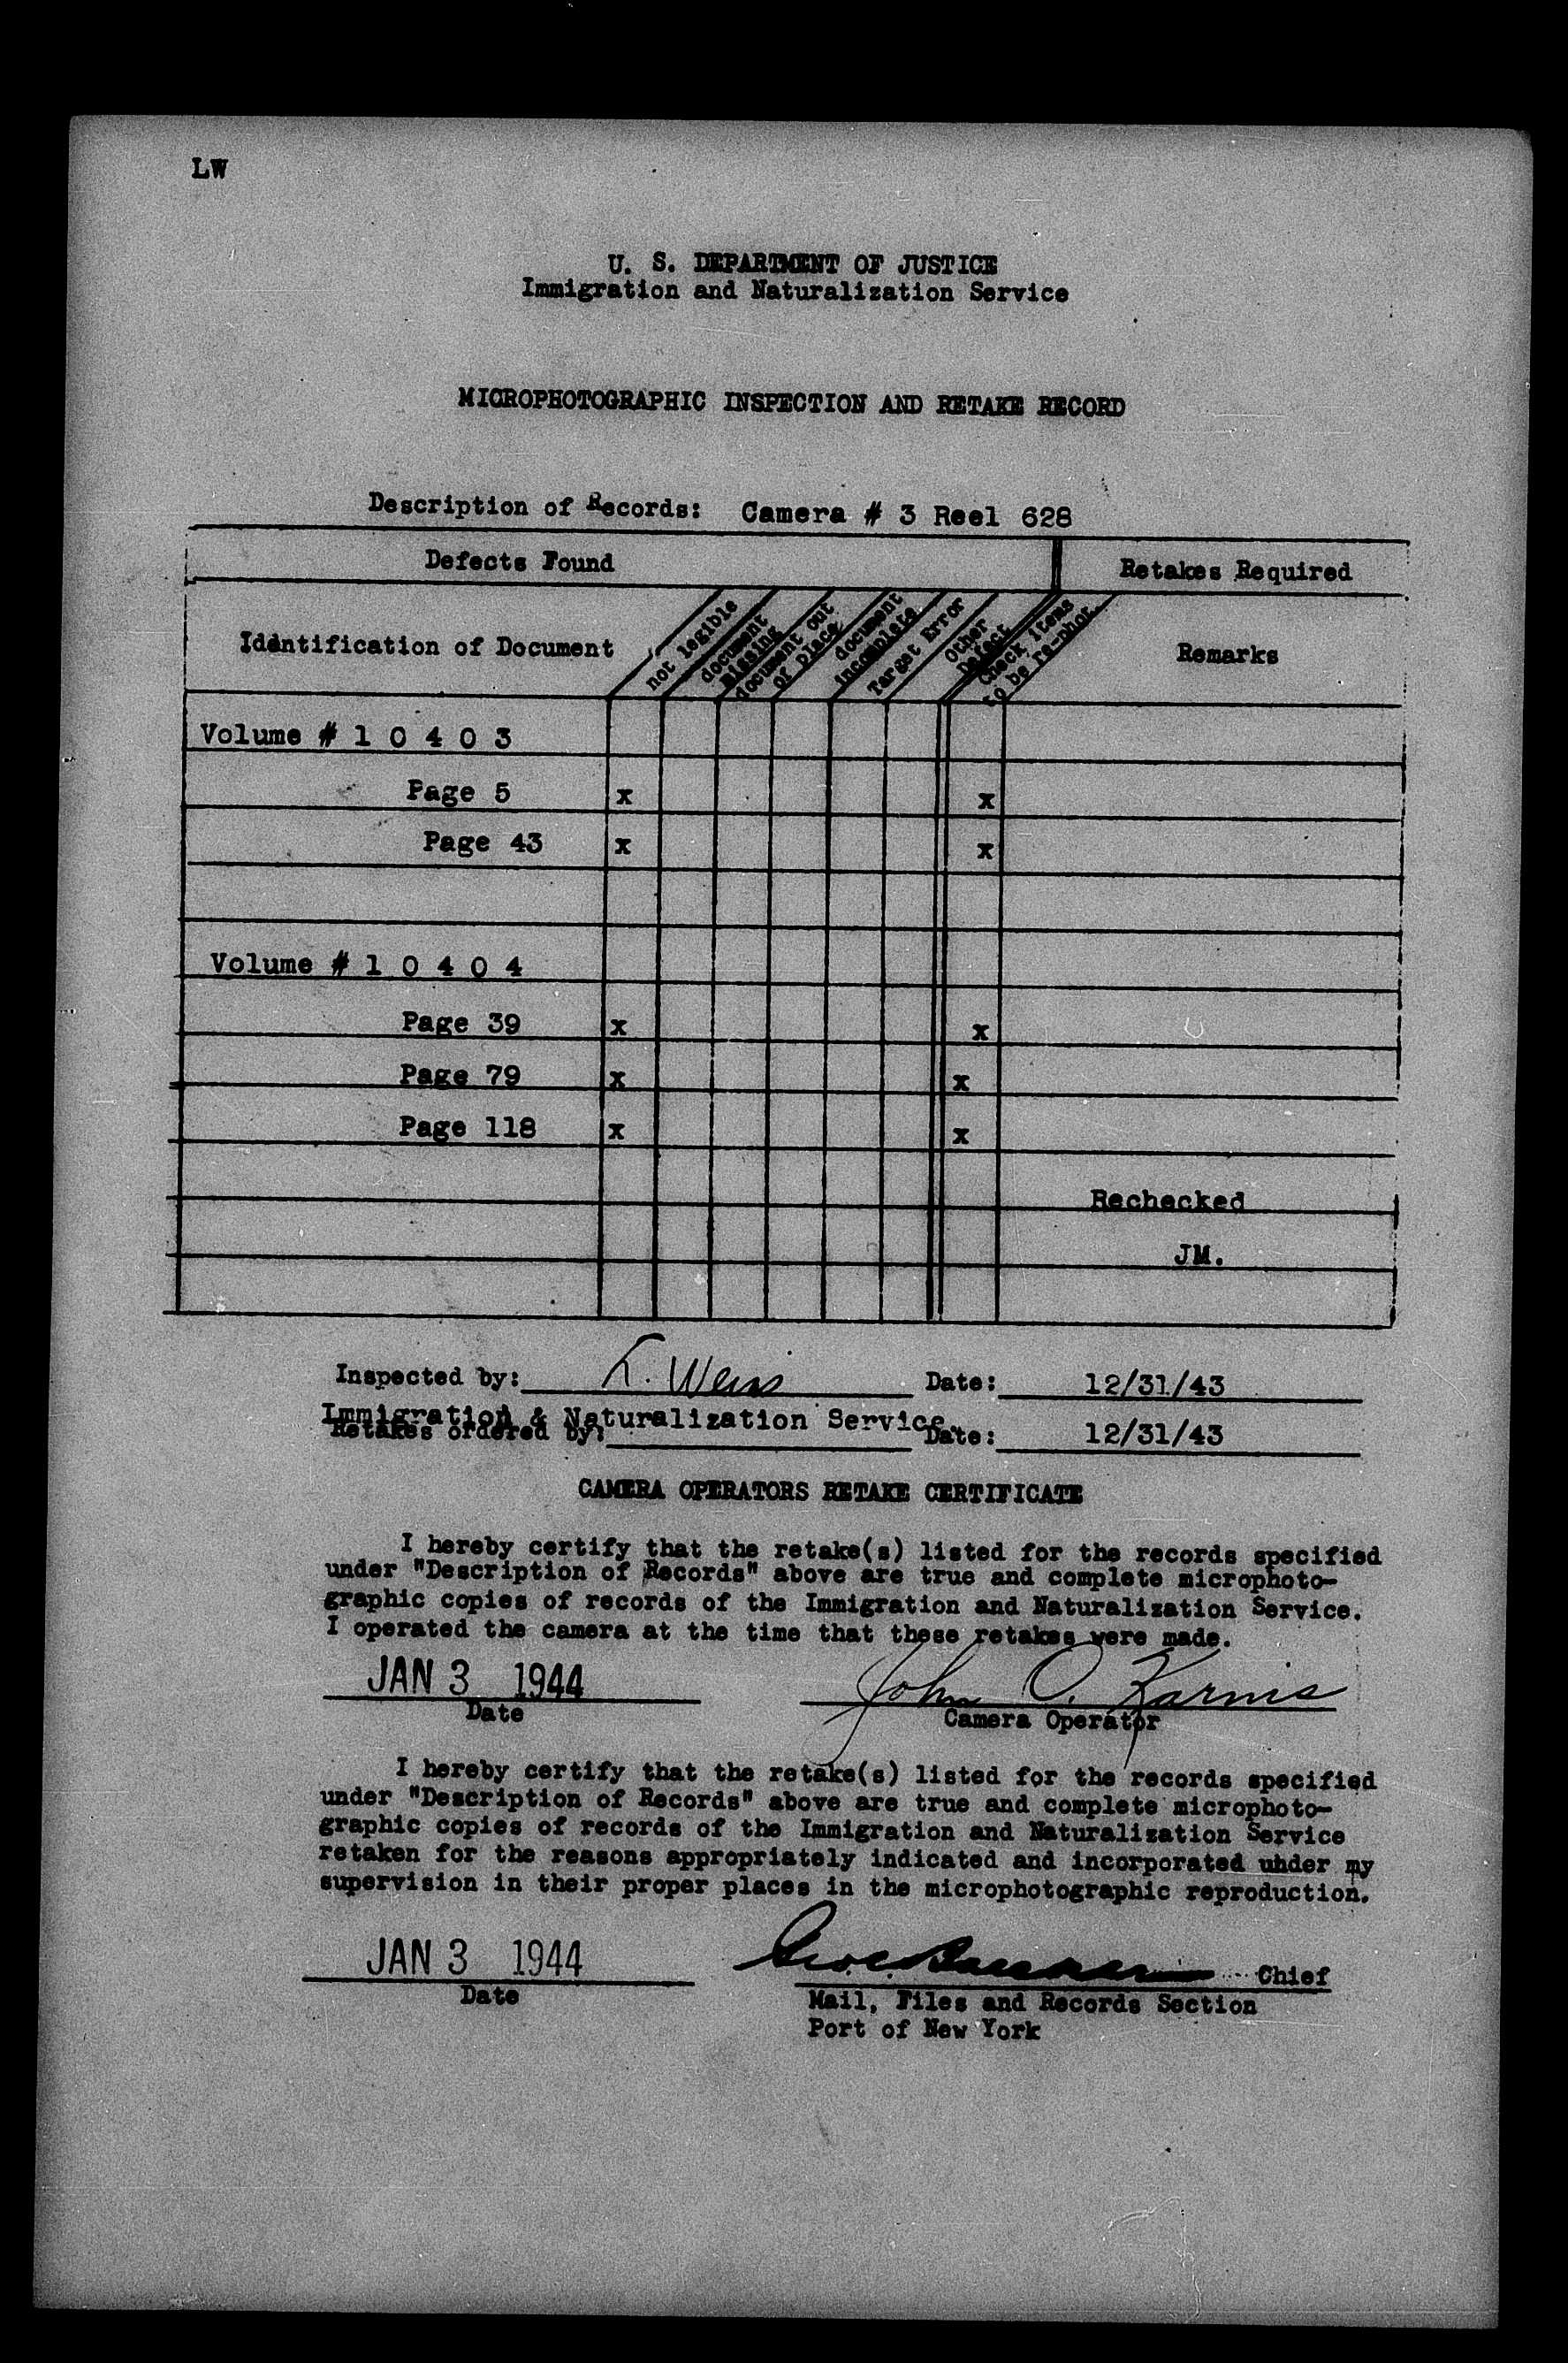 LW
U. S. DEPARTMENT OF JUSTICE
Immigration and Naturalization Service
MICROPHOTOGRAPHIC INSPECTION AND RETAKE RECORD
Description of Records: Camera # 3 Reel 628
Defects Found
Retakes Required
Identification of Document
not legible
document
missing
document out
of place
document
incomplete
Target Error
Other
Defect
Check items
to be re-phot
Remarks
Volume # 1 0 4 0 3
Page 5 x x
Page 43 x x
Volume # 1 0 4 0 4
Page 39 x x
Page 79 x x
Page 118 x x
Rechecked
JM.
Inspected by: Weiss Date: 12/31/43
Immigration & Naturalization Service.
Retakes ordered by: Date: 12/31/43
CAMERA OPERATORS RETAKE CERTIFICATE
I hereby certify that the retake(s) listed for the records specified
under "Description of Records" above are true and complete microphoto-
graphic copies of records of the Immigration and Naturalization Service.
I operated the camera at the time that these retakes were made.
JAN 3 1944 John O. Karnis
Date Camera Operator
I hereby certify that the retake(s) listed for the records specified
under "Description of Records" above are true and complete microphoto-
graphic copies of records of the Immigration and Naturalization Service
retaken for the reasons appropriately indicated and incorporated under my
supervision in their proper places in the microphotographic reproduction.
JAN 3 1944 Chief
Date Mail, Files and Records Section
Port of New York